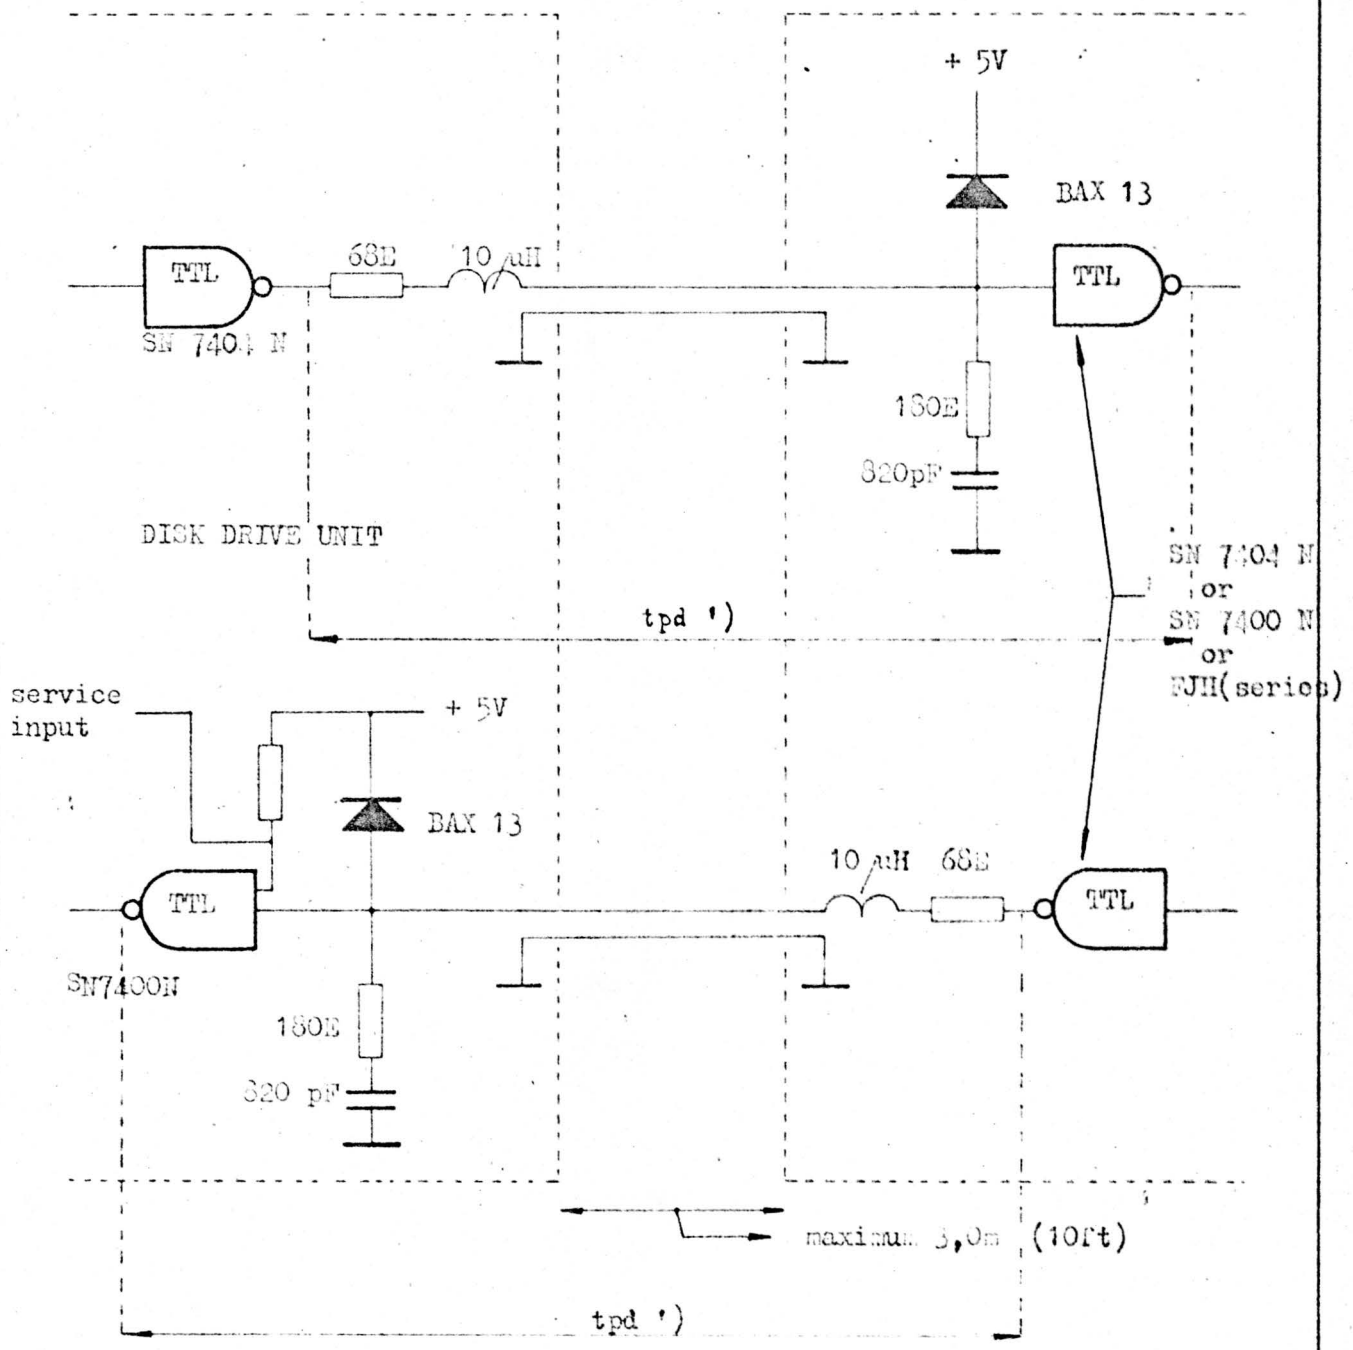 + 5V
BAX 13
68E
10 µH
TTL
TTL
SN 7404 N
180E
820pF
DISK DRIVE UNIT
SN 7404 N
or
SN 7400 N
or
FJH(series)
tpd ')
service
input
+ 5V
BAX 13
10 µH
68E
TTL
TTL
SN7400N
180E
820 pF
maximum 3,0m (10ft)
tpd ')